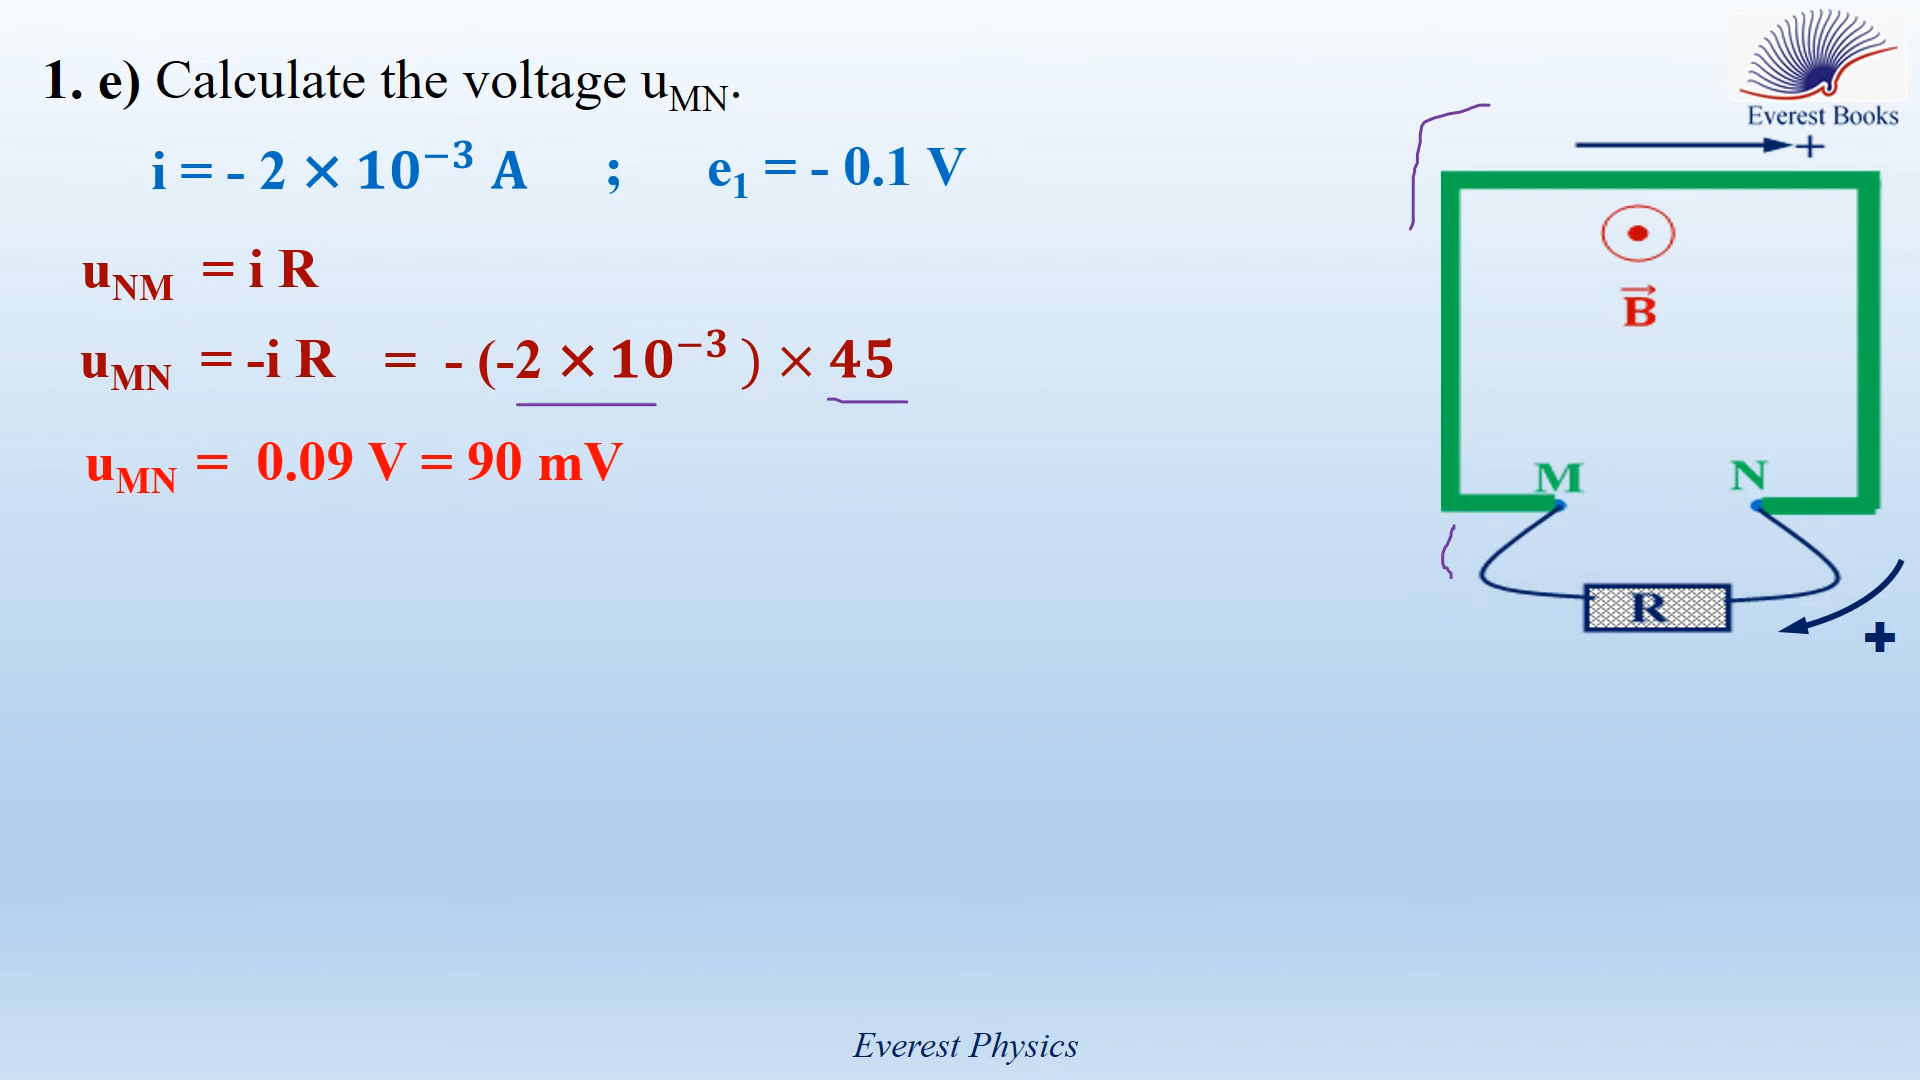 1. e) Calculate the voltage uMN.
i = - 2 × 10⁻³ A ; e₁ = - 0.1 V
uNM = i R
uMN = -i R = - (-2 × 10⁻³ ) × 45
uMN = 0.09 V = 90 mV
Everest Books
+
B
M N
R
+
Everest Physics